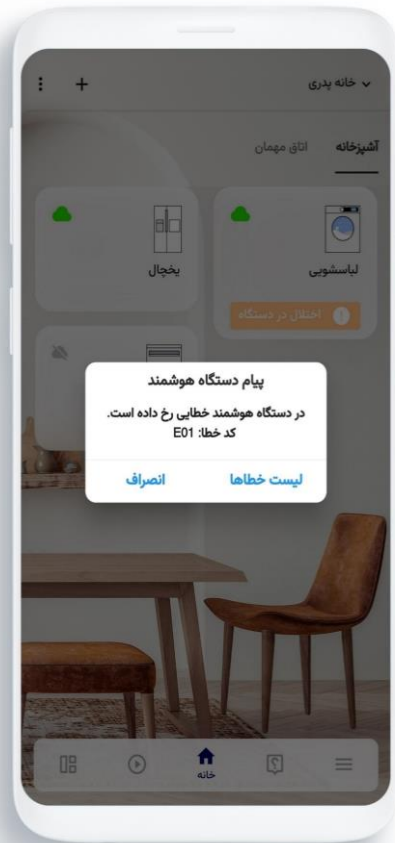 خانه پدری
آشپزخانه
اتاق مهمان
لباسشویی
یخچال
اختلال در دستگاه
پیام دستگاه هوشمند
در دستگاه هوشمند خطایی رخ داده است.
کد خطا: E01
لیست خطاها
انصراف
خانه